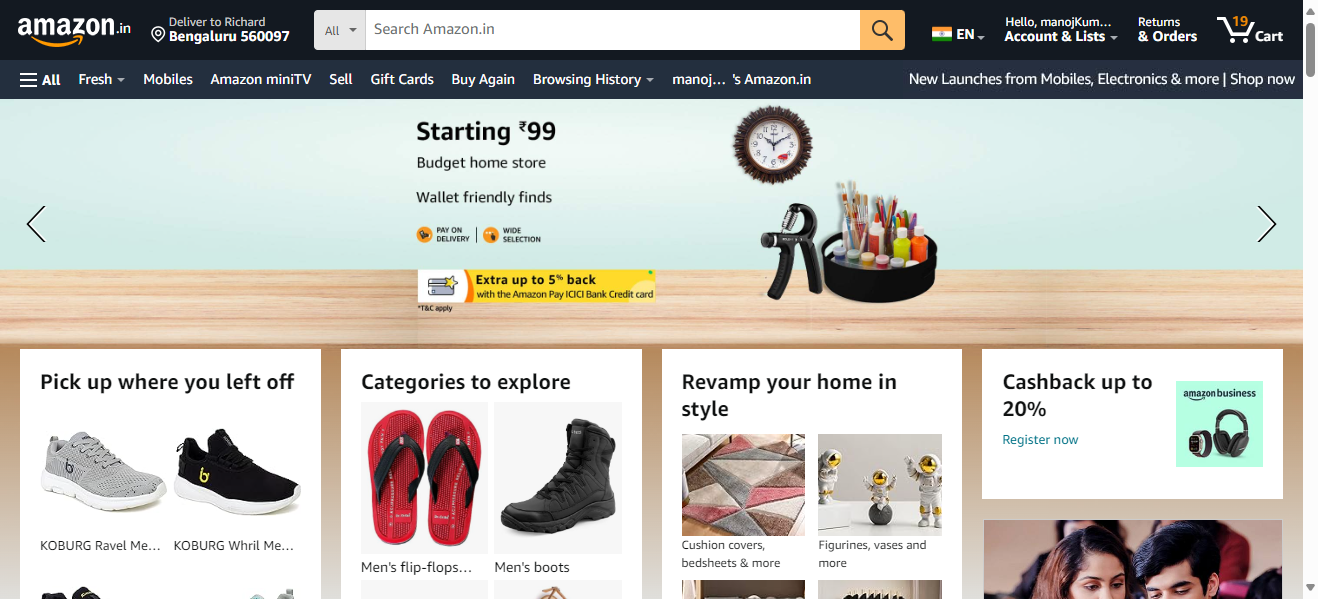 amazon.in
Deliver to Richard
Bengaluru 560097
All
Search Amazon.in
EN
Hello, manojKum...
Account & Lists
Returns
& Orders
19
Cart
All
Fresh
Mobiles
Amazon miniTV
Sell
Gift Cards
Buy Again
Browsing History
manoj... 's Amazon.in
New Launches from Mobiles, Electronics & more | Shop now
Starting ₹99
Budget home store
Wallet friendly finds
PAY ON
DELIVERY
WIDE
SELECTION
Extra up to 5% back
with the Amazon Pay ICICI Bank Credit card
*T&C apply
Pick up where you left off
KOBURG Ravel Me...
KOBURG Whril Me...
Categories to explore
Men's flip-flops...
Men's boots
Revamp your home in
style
Cushion covers,
bedsheets & more
Figurines, vases and
more
Cashback up to
20%
Register now
amazon business